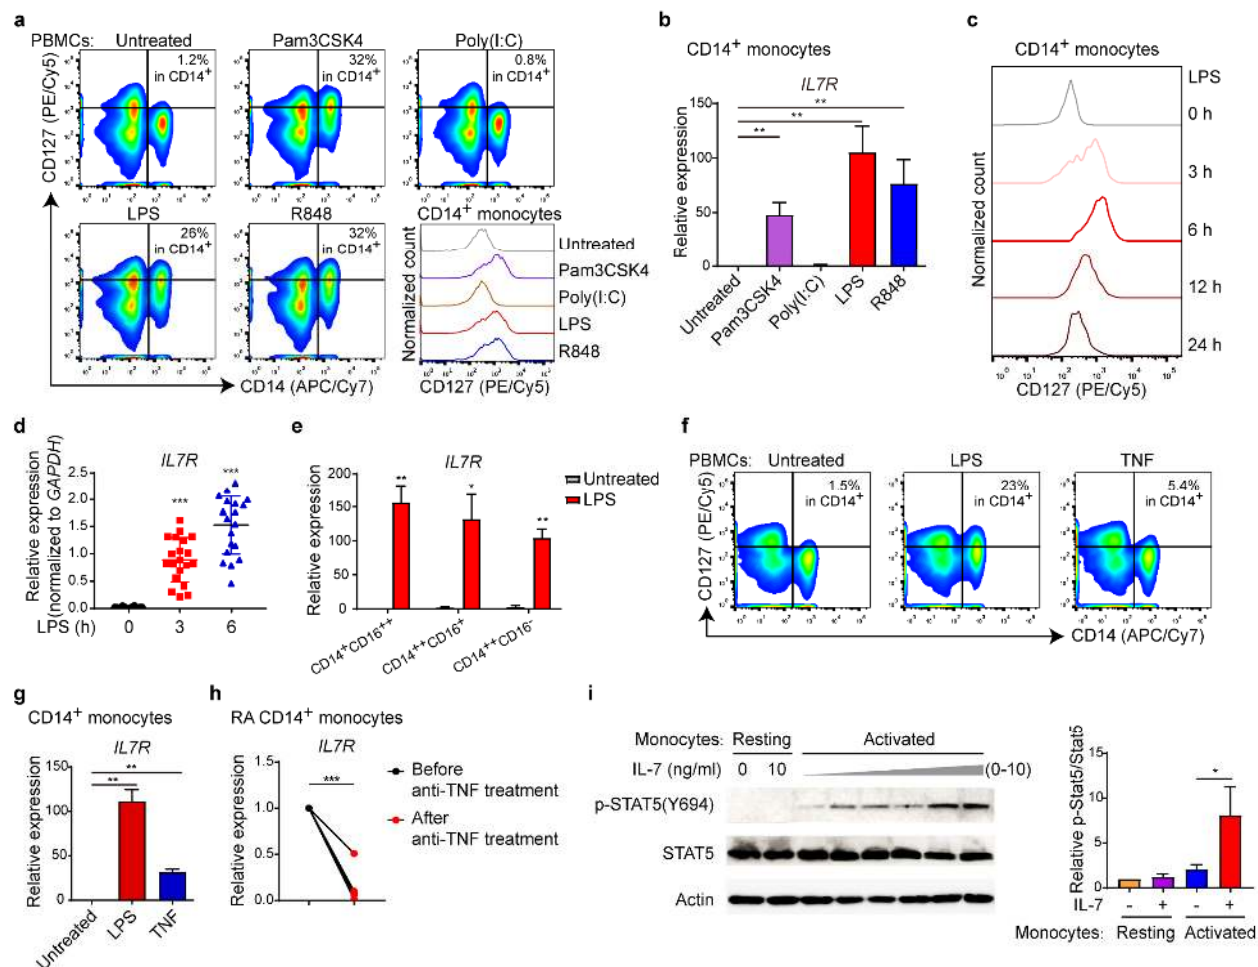 a
PBMCs: Untreated Pam3CSK4 Poly(I:C)
1.2% in CD14⁺
32% in CD14⁺
0.8% in CD14⁺
CD127 (PE/Cy5)
LPS R848 CD14⁺ monocytes
26% in CD14⁺
32% in CD14⁺
Normalized count
Untreated
Pam3CSK4
Poly(I:C)
LPS
R848
CD14 (APC/Cy7)
CD127 (PE/Cy5)
b
CD14⁺ monocytes
IL7R
Relative expression
150
100
50
0
**
**
**
Untreated
Pam3CSK4
Poly(I:C)
LPS
R848
c
CD14⁺ monocytes
LPS
0 h
3 h
6 h
12 h
24 h
Normalized count
10⁰ 10¹ 10² 10³ 10⁴ 10⁵
CD127 (PE/Cy5)
d
IL7R
Relative expression
(normalized to GAPDH)
2.5
2.0
1.5
1.0
0.5
0.0
***
***
LPS (h) 0 3 6
e
IL7R
Relative expression
200
150
100
50
0
**
*
**
Untreated
LPS
CD14⁺CD16⁺⁺
CD14⁺⁺CD16⁺
CD14⁺⁺CD16⁻
f
PBMCs: Untreated LPS TNF
1.5% in CD14⁺
23% in CD14⁺
5.4% in CD14⁺
CD127 (PE/Cy5)
CD14 (APC/Cy7)
g
CD14⁺ monocytes
IL7R
Relative expression
150
100
50
0
**
**
Untreated
LPS
TNF
h
RA CD14⁺ monocytes
IL7R
Relative expression
1.5
1.0
0.5
0.0
***
Before
anti-TNF treatment
After
anti-TNF treatment
i
Monocytes: Resting Activated
IL-7 (ng/ml) 0 10 (0-10)
p-STAT5(Y694)
STAT5
Actin
Relative p-Stat5/Stat5
15
10
5
0
*
IL-7 - + - +
Monocytes: Resting Activated